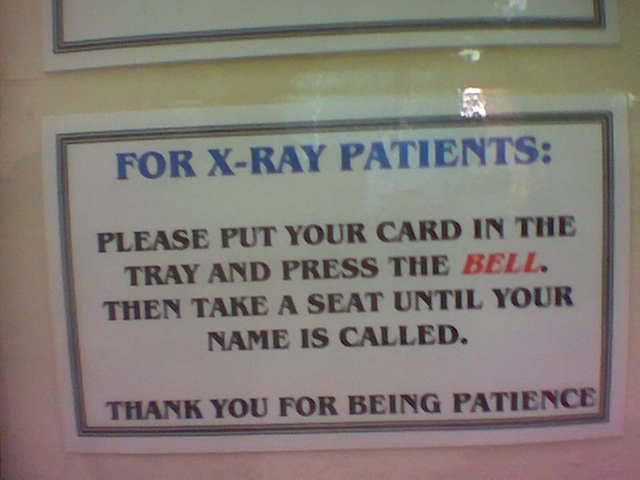 FOR X-RAY PATIENTS:
PLEASE PUT YOUR CARD IN THE
TRAY AND PRESS THE BELL.
THEN TAKE A SEAT UNTIL YOUR
NAME IS CALLED.
THANK YOU FOR BEING PATIENCE